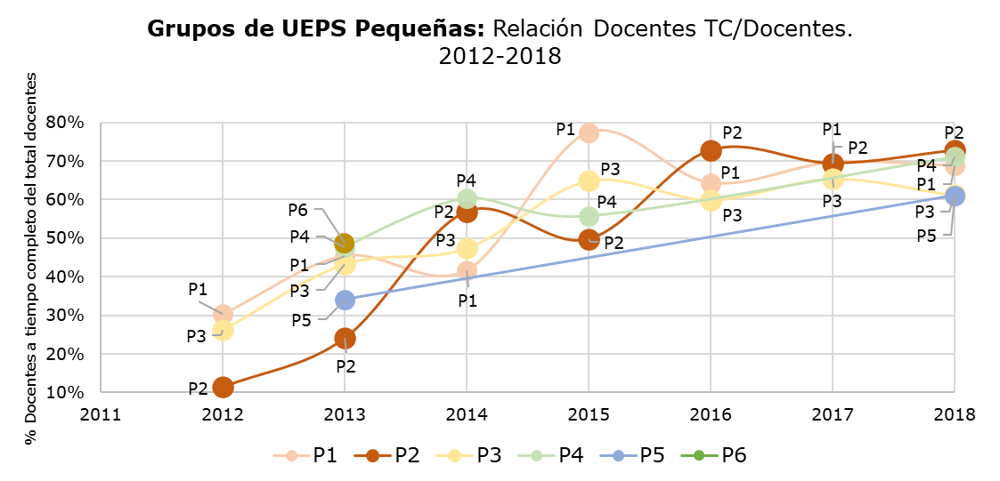 Grupos de UEPS Pequeñas: Relación Docentes TC/Docentes.
2012-2018
% Docentes a tiempo completo del total docentes
80%
70%
60%
50%
40%
30%
20%
10%
P1
P3
P2
P6
P4
P1
P3
P5
P2
P4
P2
P3
P1
P1
P3
P4
P2
P2
P1
P3
P1
P2
P3
P2
P4
P1
P3
P5
2011 2012 2013 2014 2015 2016 2017 2018
P1 P2 P3 P4 P5 P6